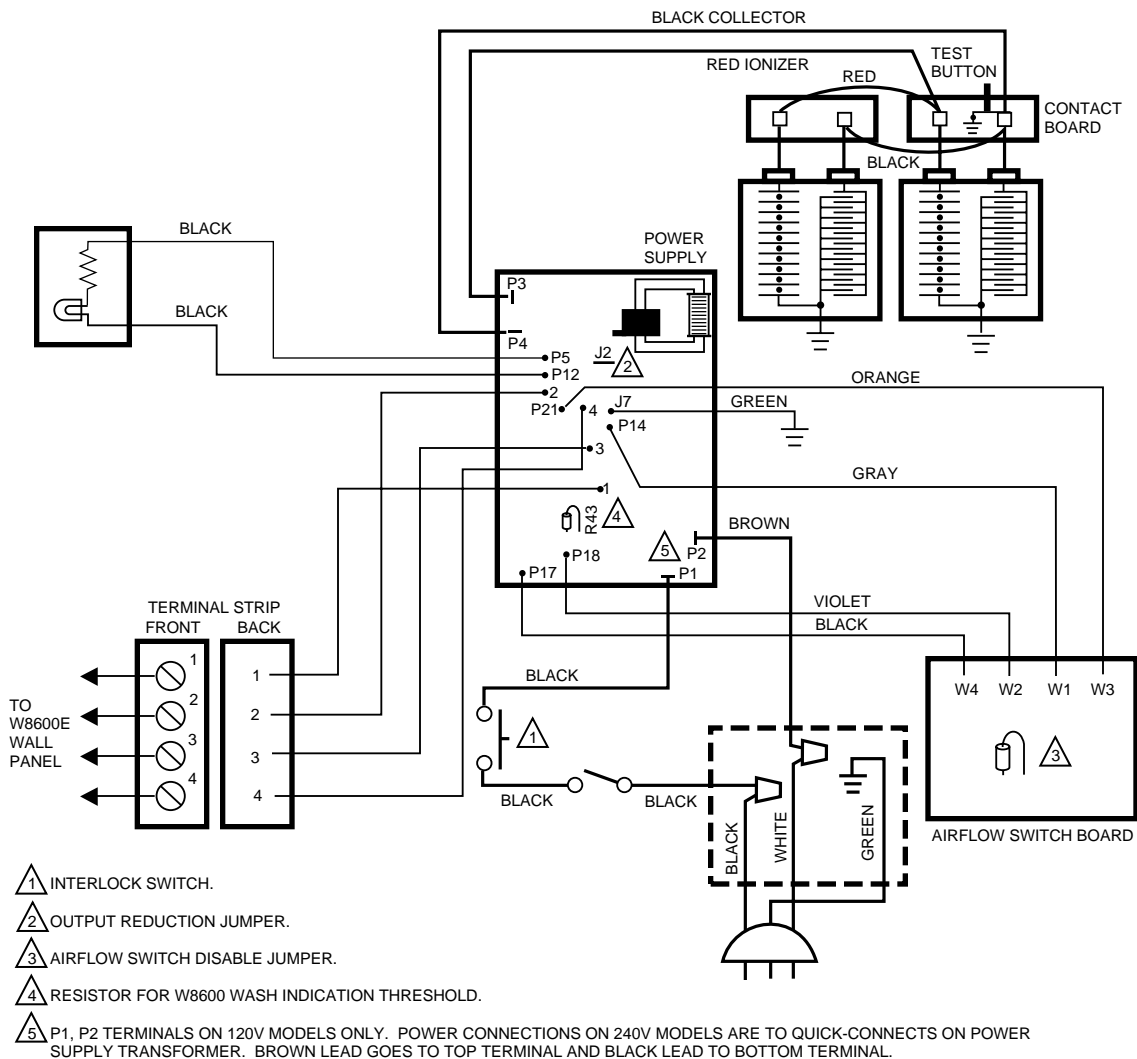 BLACK COLLECTOR
RED IONIZER
RED
TEST
BUTTON
CONTACT
BOARD
BLACK
BLACK
BLACK
POWER
SUPPLY
P3
P4
P5
P12
J2
2
2
P21
4
J7
P14
3
1
R43
4
P18
P17
5
P2
P1
ORANGE
GREEN
GRAY
BROWN
VIOLET
BLACK
TERMINAL STRIP
FRONT
BACK
1
2
3
4
1
2
3
4
TO
W8600E
WALL
PANEL
BLACK
1
BLACK
BLACK
BLACK
WHITE
GREEN
W4
W2
W1
W3
3
AIRFLOW SWITCH BOARD
1 INTERLOCK SWITCH.
2 OUTPUT REDUCTION JUMPER.
3 AIRFLOW SWITCH DISABLE JUMPER.
4 RESISTOR FOR W8600 WASH INDICATION THRESHOLD.
5 P1, P2 TERMINALS ON 120V MODELS ONLY. POWER CONNECTIONS ON 240V MODELS ARE TO QUICK-CONNECTS ON POWER
SUPPLY TRANSFORMER. BROWN LEAD GOES TO TOP TERMINAL AND BLACK LEAD TO BOTTOM TERMINAL.